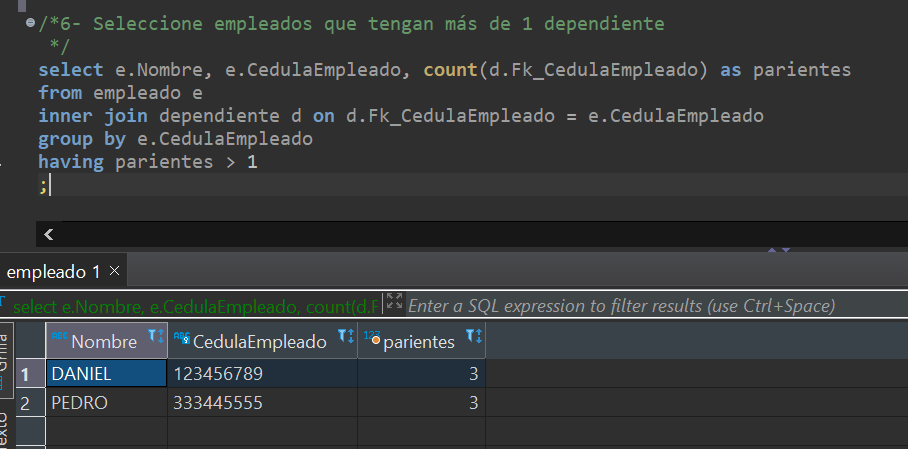 /*6- Seleccione empleados que tengan más de 1 dependiente
*/
select e.Nombre, e.CedulaEmpleado, count(d.Fk_CedulaEmpleado) as parientes
from empleado e
inner join dependiente d on d.Fk_CedulaEmpleado = e.CedulaEmpleado
group by e.CedulaEmpleado
having parientes > 1
;
empleado 1
select e.Nombre, e.CedulaEmpleado, count(d.F
Enter a SQL expression to filter results (use Ctrl+Space)
Nombre CedulaEmpleado 123 parientes
1 DANIEL 123456789 3
2 PEDRO 333445555 3